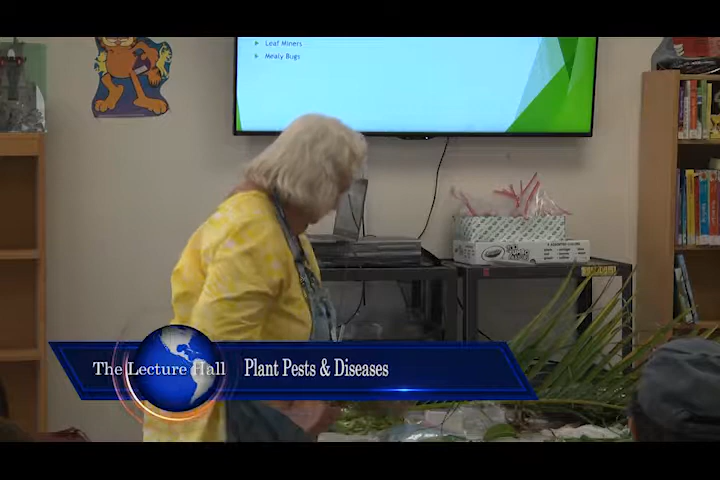 Leaf Miners
Mealy Bugs
The Lecture Hall
Plant Pests & Diseases